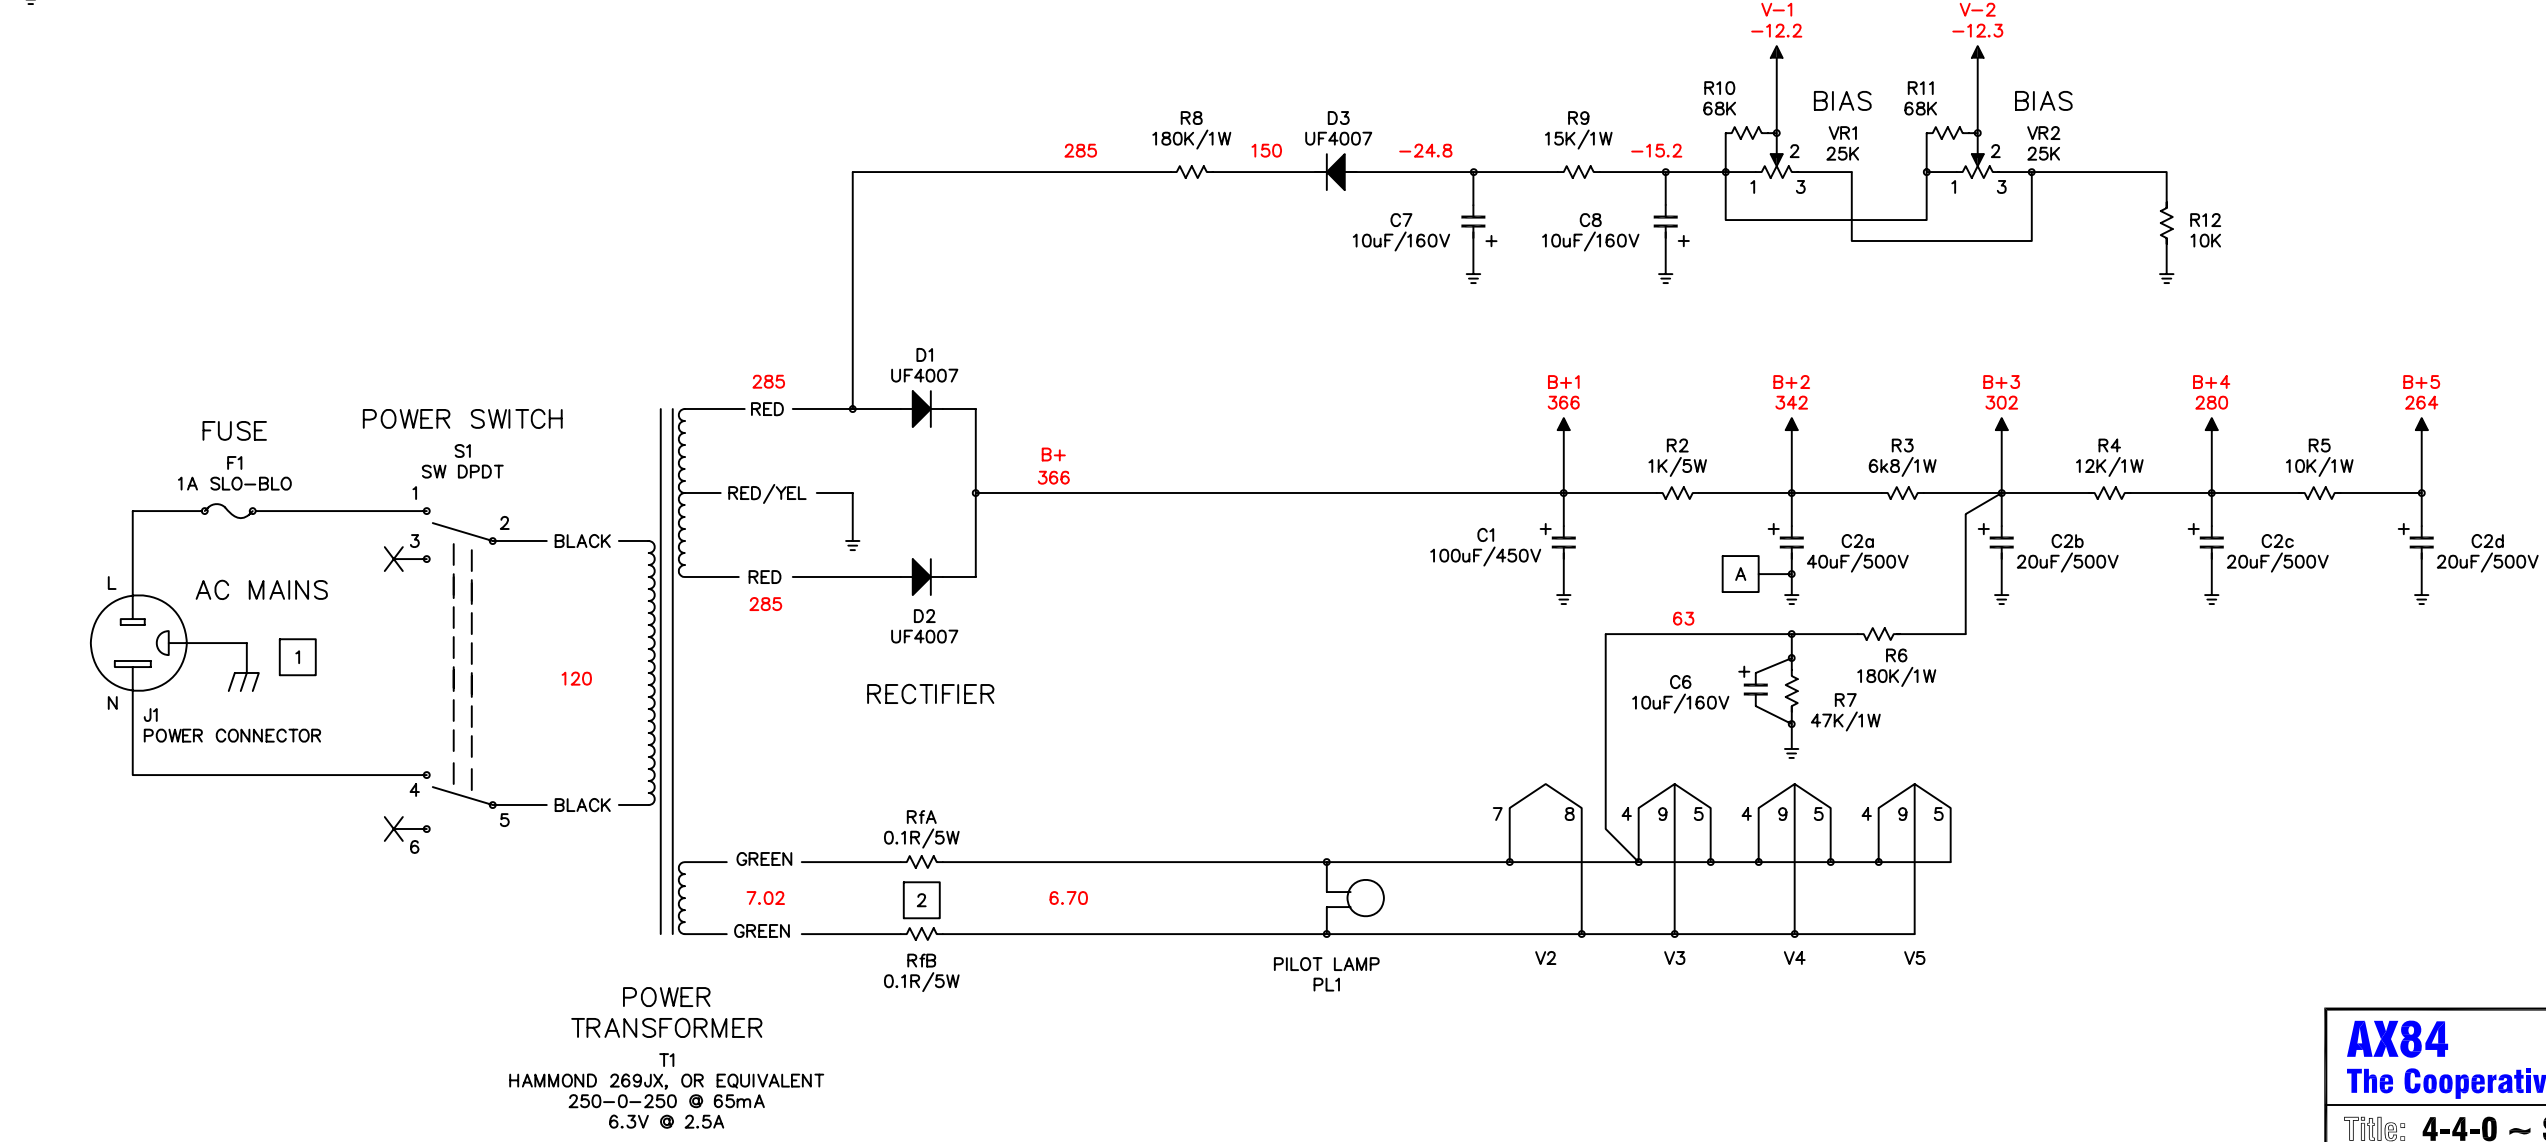 V-1
-12.2
V-2
-12.3
R10
68K
BIAS
R11
68K
BIAS
R8
180K/1W
D3
UF4007
R9
15K/1W
VR1
25K
VR2
25K
285
150
-24.8
-15.2
2
2
1
3
1
3
C7
10uF/160V
+
C8
10uF/160V
+
R12
10K
D1
UF4007
285
RED
B+1
366
B+2
342
B+3
302
B+4
280
B+5
264
FUSE
F1
1A SLO-BLO
POWER SWITCH
S1
SW DPDT
1
2
3
BLACK
RED/YEL
B+
366
R2
1K/5W
R3
6k8/1W
R4
12K/1W
R5
10K/1W
C1
100uF/450V
+
C2a
40uF/500V
+
C2b
20uF/500V
+
C2c
20uF/500V
+
C2d
20uF/500V
+
A
L
AC MAINS
RED
285
D2
UF4007
63
1
R6
180K/1W
120
RECTIFIER
C6
10uF/160V
+
R7
47K/1W
N
J1
POWER CONNECTOR
4
BLACK
5
6
RfA
0.1R/5W
7
8
4
9
5
4
9
5
4
9
5
GREEN
7.02
2
6.70
GREEN
RfB
0.1R/5W
PILOT LAMP
PL1
V2
V3
V4
V5
POWER
TRANSFORMER
T1
HAMMOND 269JX, OR EQUIVALENT
250-0-250 @ 65mA
6.3V @ 2.5A
AX84
The Cooperativ
Title: 4-4-0 ~